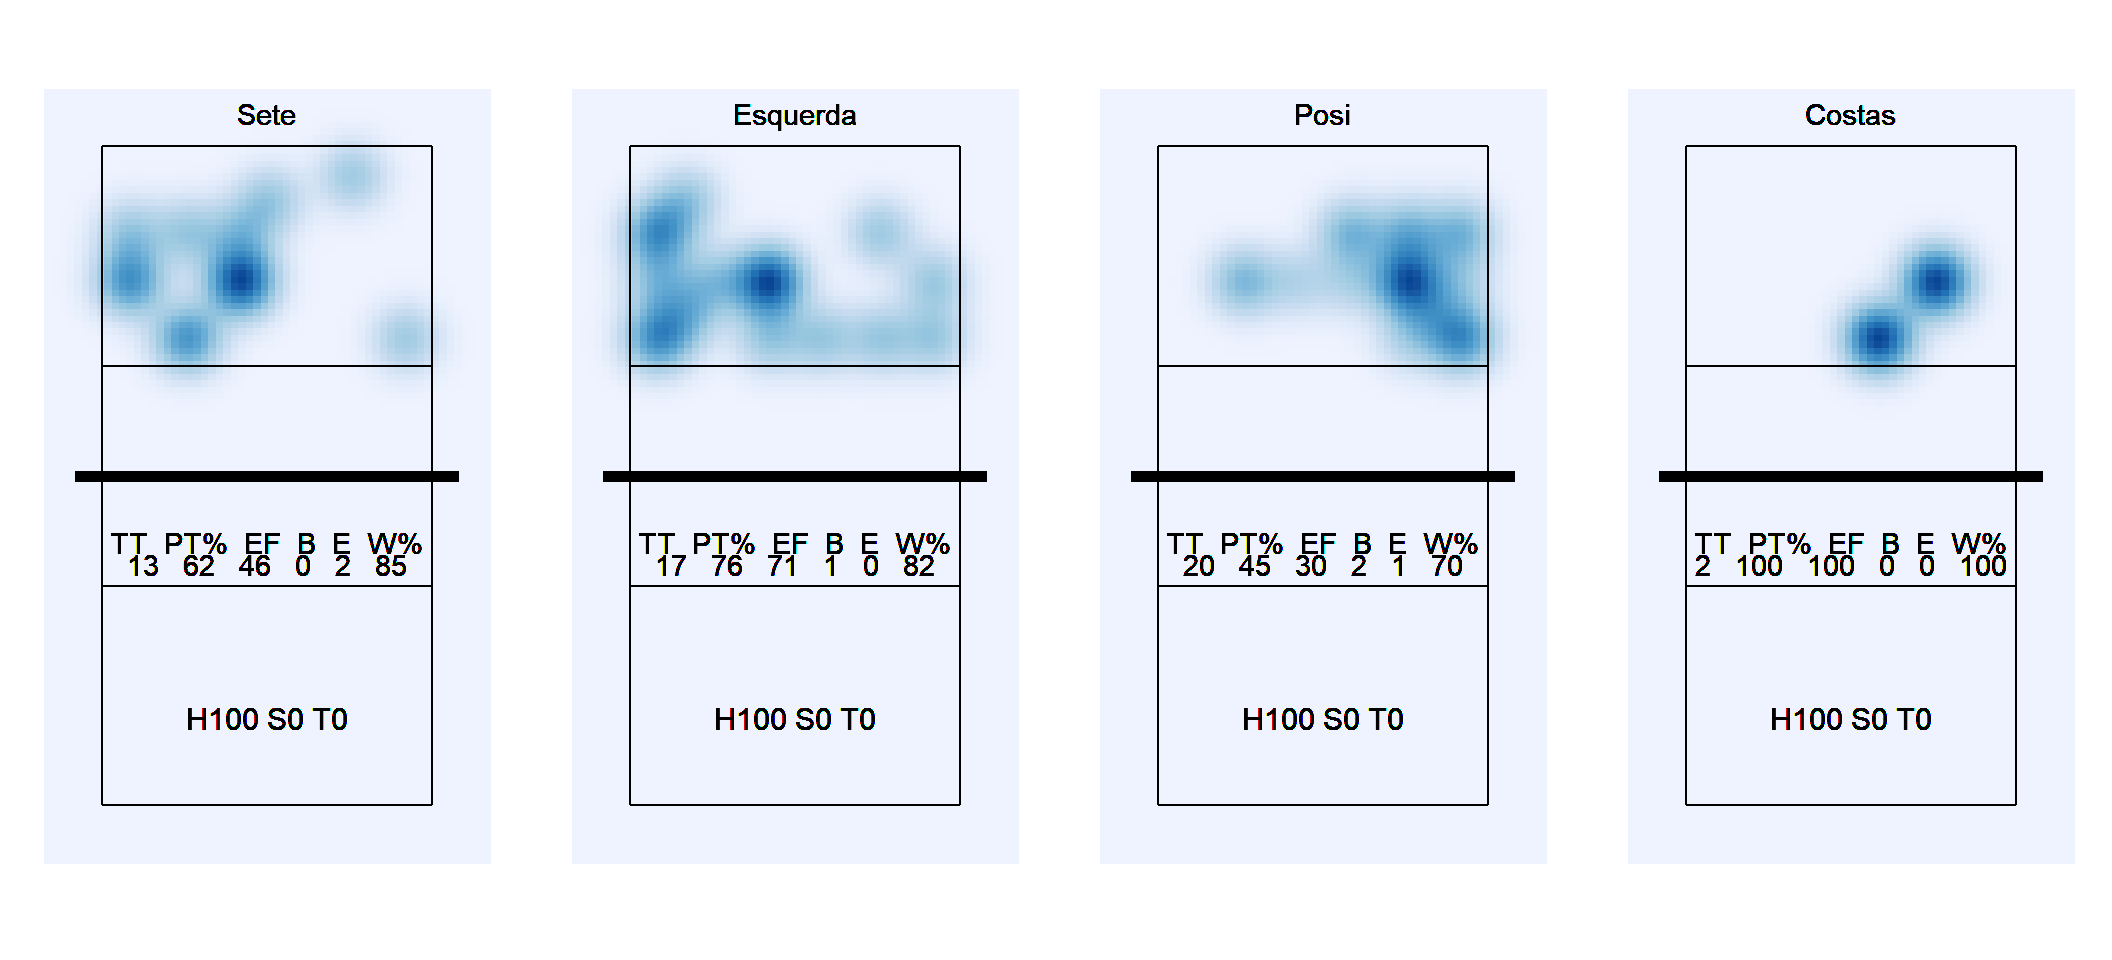 Sete
TT PT% EF B E W%
13 62 46 0 2 85
H100 S0 T0
Esquerda
TT PT% EF B E W%
17 76 71 1 0 82
H100 S0 T0
Posi
TT PT% EF B E W%
20 45 30 2 1 70
H100 S0 T0
Costas
TT PT% EF B E W%
2 100 100 0 0 100
H100 S0 T0